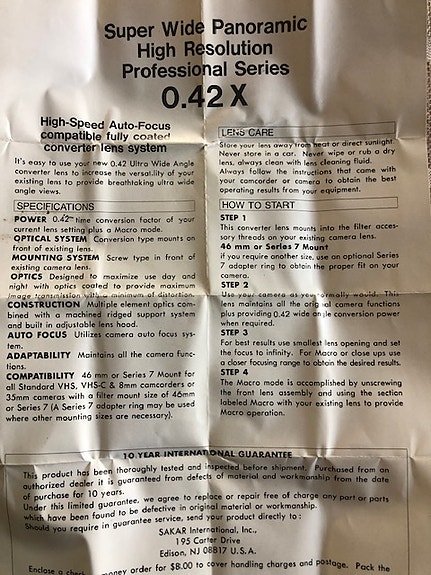 Super Wide Panoramic
High Resolution
Professional Series
0.42 X
High-Speed Auto-Focus
compatible fully coated
converter lens system
It's easy to use your new 0.42 Ultra Wide Angle
converter lens to increase the versatility of your
existing lens to provide breathtaking ultra wide
angle views.
SPECIFICATIONS
POWER 0.42 time conversion factor of your
current lens setting plus a Macro mode.
OPTICAL SYSTEM Conversion type mounts on
front of existing lens.
MOUNTING SYSTEM Screw type in front of
existing camera lens.
OPTICS Designed to maximize use day and
night with optics coated to provide maximum
image transmission with a minimum of distortion.
CONSTRUCTION Multiple element optics com-
bined with a machined ridged support system
and built in adjustable lens hood.
AUTO FOCUS Utilizes camera auto focus sys-
tem.
ADAPTABILITY Maintains all the camera func-
tions.
COMPATIBILITY 46 mm or Series 7 Mount for
all Standard VHS, VHS-C & 8mm camcorders or
35mm cameras with a filter mount size of 46mm
or Series 7 (A Series 7 adapter ring may be used
where other mounting sizes are necessary).
LENS CARE
Store your lens away from heat or direct sunlight.
Never store in a car. Never wipe or rub a dry
lens, always clean with lens cleaning fluid.
Always follow the instructions that came with
your camcorder or camera to obtain the best
operating results from your equipment.
HOW TO START
STEP 1
This converter lens mounts into the filter acces-
sory threads on your existing camera lens.
46 mm or Series 7 Mount
if you require another size, use an optional Series
7 adapter ring to obtain the proper fit on your
camera.
STEP 2
Use your camera as you normally would. This
lens maintains all the original camera functions
plus providing 0.42 wide angle conversion power
when required.
STEP 3
For best results use smallest lens opening and set
the focus to infinity. For Macro or close ups use
a closer focusing range to obtain the desired results.
STEP 4
The Macro mode is accomplished by unscrewing
the front lens assembly and using the section
labeled Macro with your existing lens to provide
Macro operation.
10 YEAR INTERNATIONAL GUARANTEE
This product has been thoroughly tested and inspected before shipment. Purchased from an
authorized dealer it is guaranteed from defects of material and workmanship from the date
of purchase for 10 years.
Under this limited guarantee, we agree to replace or repair free of charge any part or parts
which have been found to be defective in original material or workmanship.
Should you require in guarantee service, send your product directly to :
SAKAR International, Inc.,
195 Carter Drive
Edison, NJ 08817 U.S.A.
Enclose a check money order for $8.00 to cover handling charges and postage. Pack the